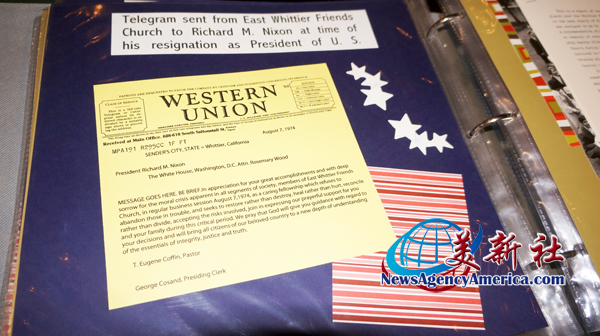 Telegram sent from East Whittier Friends
Church to Richard M. Nixon at time of
his resignation as President of U. S.
CLASS OF SERVICE
WESTERN
UNION
Received at Main Office.
August 7, 1974
SENDER'S CITY, STATE = Whittier, California
President Richard M. Nixon
The White House, Washington, D.C. Attn. Rosemary Wood
MESSAGE GOES HERE. BE BRIEF in appreciation for your great accomplishments and with deep
sorrow for the moral crisis apparent in all segments of society, members of East Whittier Friends
Church, in regular business session August 7,1974, as a caring fellowship which refuses to
abandon those in trouble, and seeks to restore rather than destroy, heal rather than hurt, reconcile
rather than divide, accepting the risks involved, join in expressing our prayerful support for you
and your family during this critical period. We pray that God will give you guidance with regard to
your decisions and will bring all citizens of our beloved country to a new depth of understanding
of the essentials of integrity, justice and truth.
T. Eugene Coffin, Pastor
George Cosand, Presiding Clerk
美新社
NewsAgencyAmerica.com